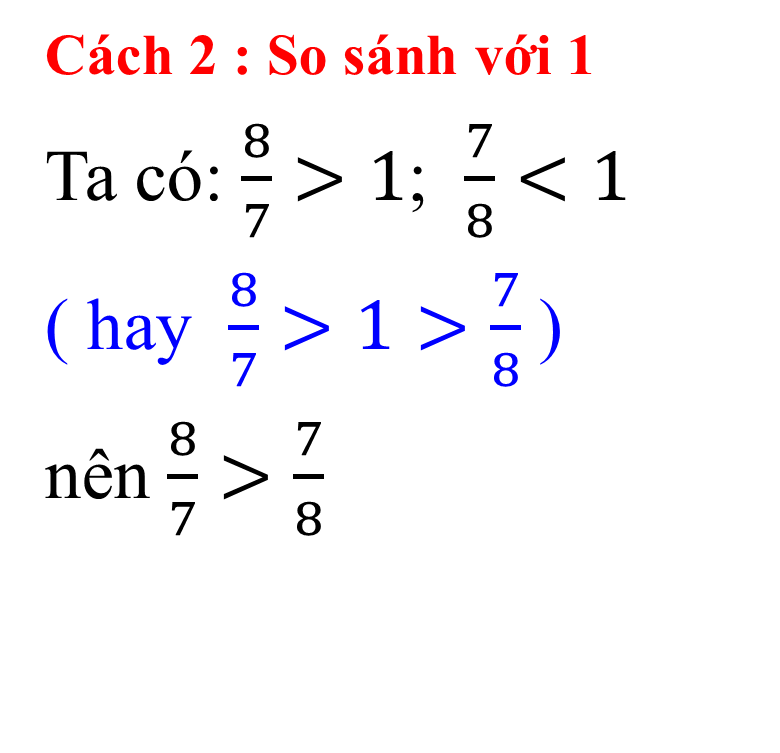 Cách 2 : So sánh với 1
Ta có: 8/7 > 1; 7/8 < 1
( hay 8/7 > 1 > 7/8 )
nên 8/7 > 7/8